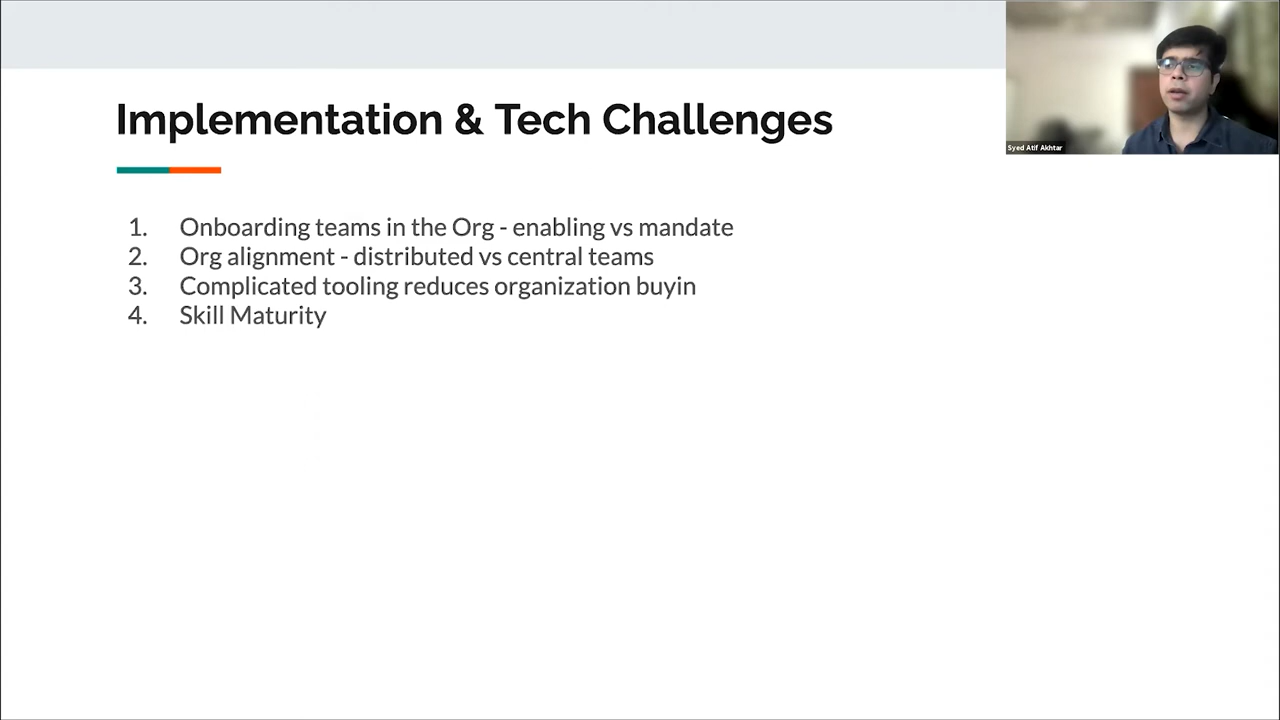 Implementation & Tech Challenges
1. Onboarding teams in the Org - enabling vs mandate
2. Org alignment - distributed vs central teams
3. Complicated tooling reduces organization buyin
4. Skill Maturity
Syed Atif Akhtar